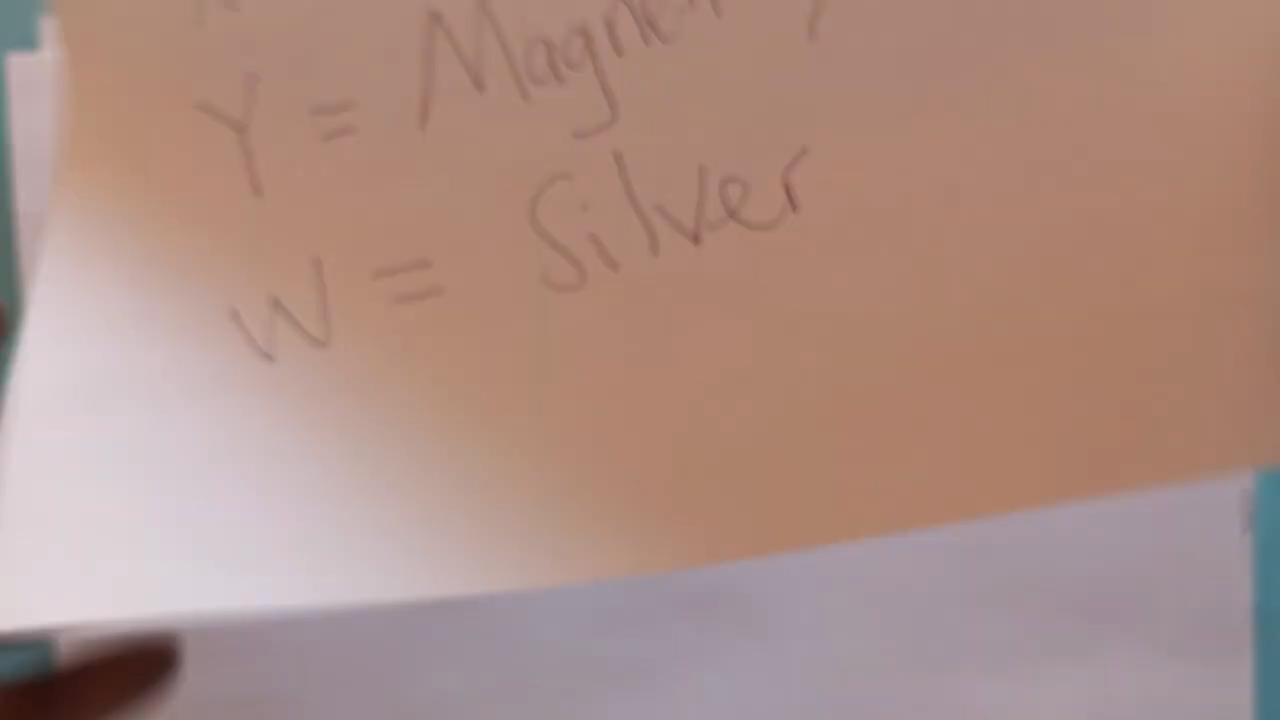 Y =
W = Silver